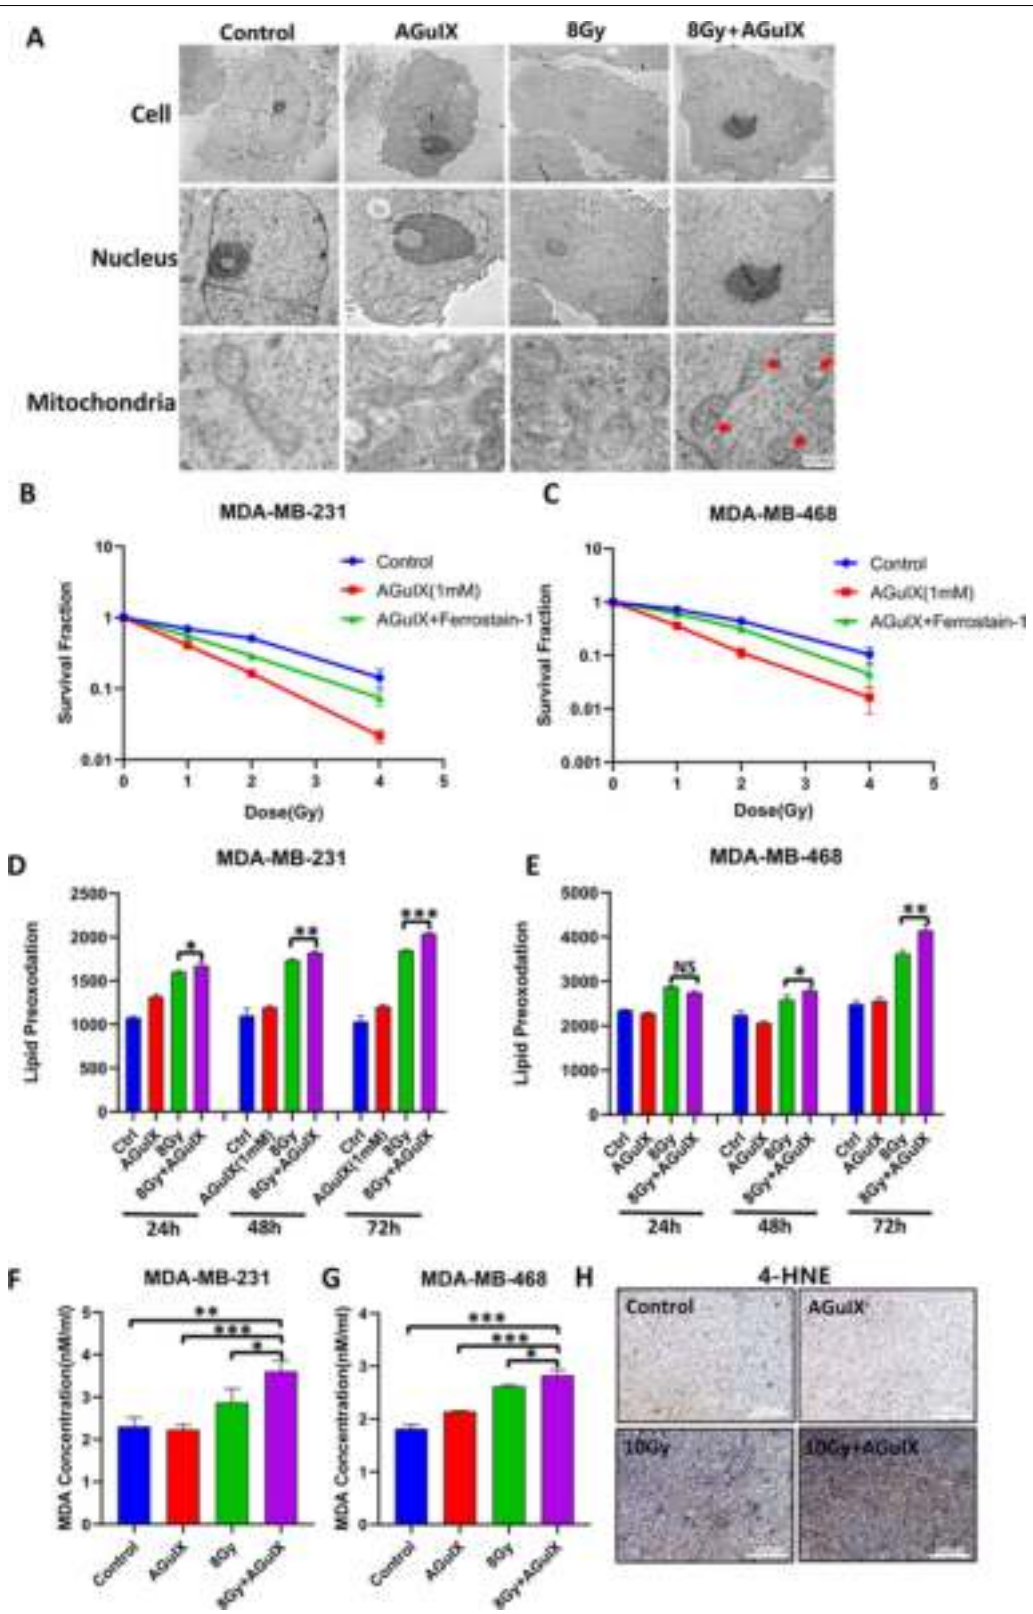 A
Control AGuIX 8Gy 8Gy+AGuIX
Cell
Nucleus
Mitochondria
B
MDA-MB-231
Survival Fraction
10
1
0.1
0.01
0 1 2 3 4 5
Dose(Gy)
Control
AGuIX(1mM)
AGuIX+Ferrostain-1
C
MDA-MB-468
Survival Fraction
10
1
0.1
0.01
0.001
0 1 2 3 4 5
Dose(Gy)
Control
AGuIX(1mM)
AGuIX+Ferrostain-1
D
MDA-MB-231
Lipid Preoxodation
2500
2000
1500
1000
500
0
* ** ***
Ctrl AGuIX 8Gy 8Gy+AGuIX
Ctrl AGuIX(1mM) 8Gy 8Gy+AGuIX
Ctrl AGuIX(1mM) 8Gy 8Gy+AGuIX
24h 48h 72h
E
MDA-MB-468
Lipid Preoxodation
5000
4000
3000
2000
1000
0
NS * **
Ctrl AGuIX 8Gy 8Gy+AGuIX
Ctrl AGuIX 8Gy 8Gy+AGuIX
Ctrl AGuIX 8Gy 8Gy+AGuIX
24h 48h 72h
F
MDA-MB-231
MDA Concentration(nM/ml)
5
4
3
2
1
0
**
***
*
Control AGuIX 8Gy 8Gy+AGuIX
G
MDA-MB-468
MDA Concentration(nM/ml)
4
3
2
1
0
***
***
*
Control AGuIX 8Gy 8Gy+AGuIX
H
4-HNE
Control AGuIX
10Gy 10Gy+AGuIX